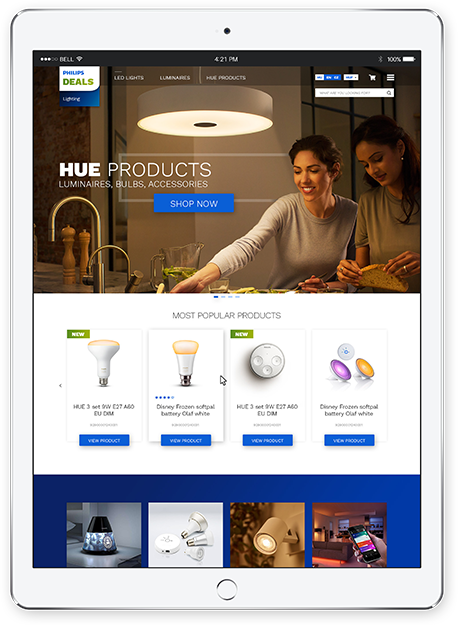 BELL
4:21 PM
100%
PHILIPS
DEALS
Lighting
LED LIGHTS
LUMINAIRES
HUE PRODUCTS
EN
HUF
WHAT ARE YOU LOOKING FOR?
HUE PRODUCTS
LUMINAIRES, BULBS, ACCESSORIES
SHOP NOW
MOST POPULAR PRODUCTS
NEW
HUE 3 set 9W E27 A60
EU DIM
VIEW PRODUCT
Disney Frozen softpal
battery Olaf white
VIEW PRODUCT
NEW
HUE 3 set 9W E27 A60
EU DIM
VIEW PRODUCT
Disney Frozen softpal
battery Olaf white
VIEW PRODUCT